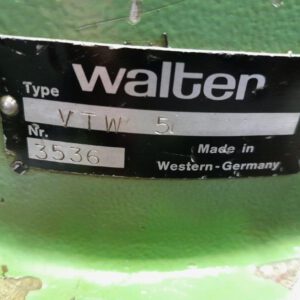 walter
Type VTW 5
Nr. 3536
Made in
Western-Germany